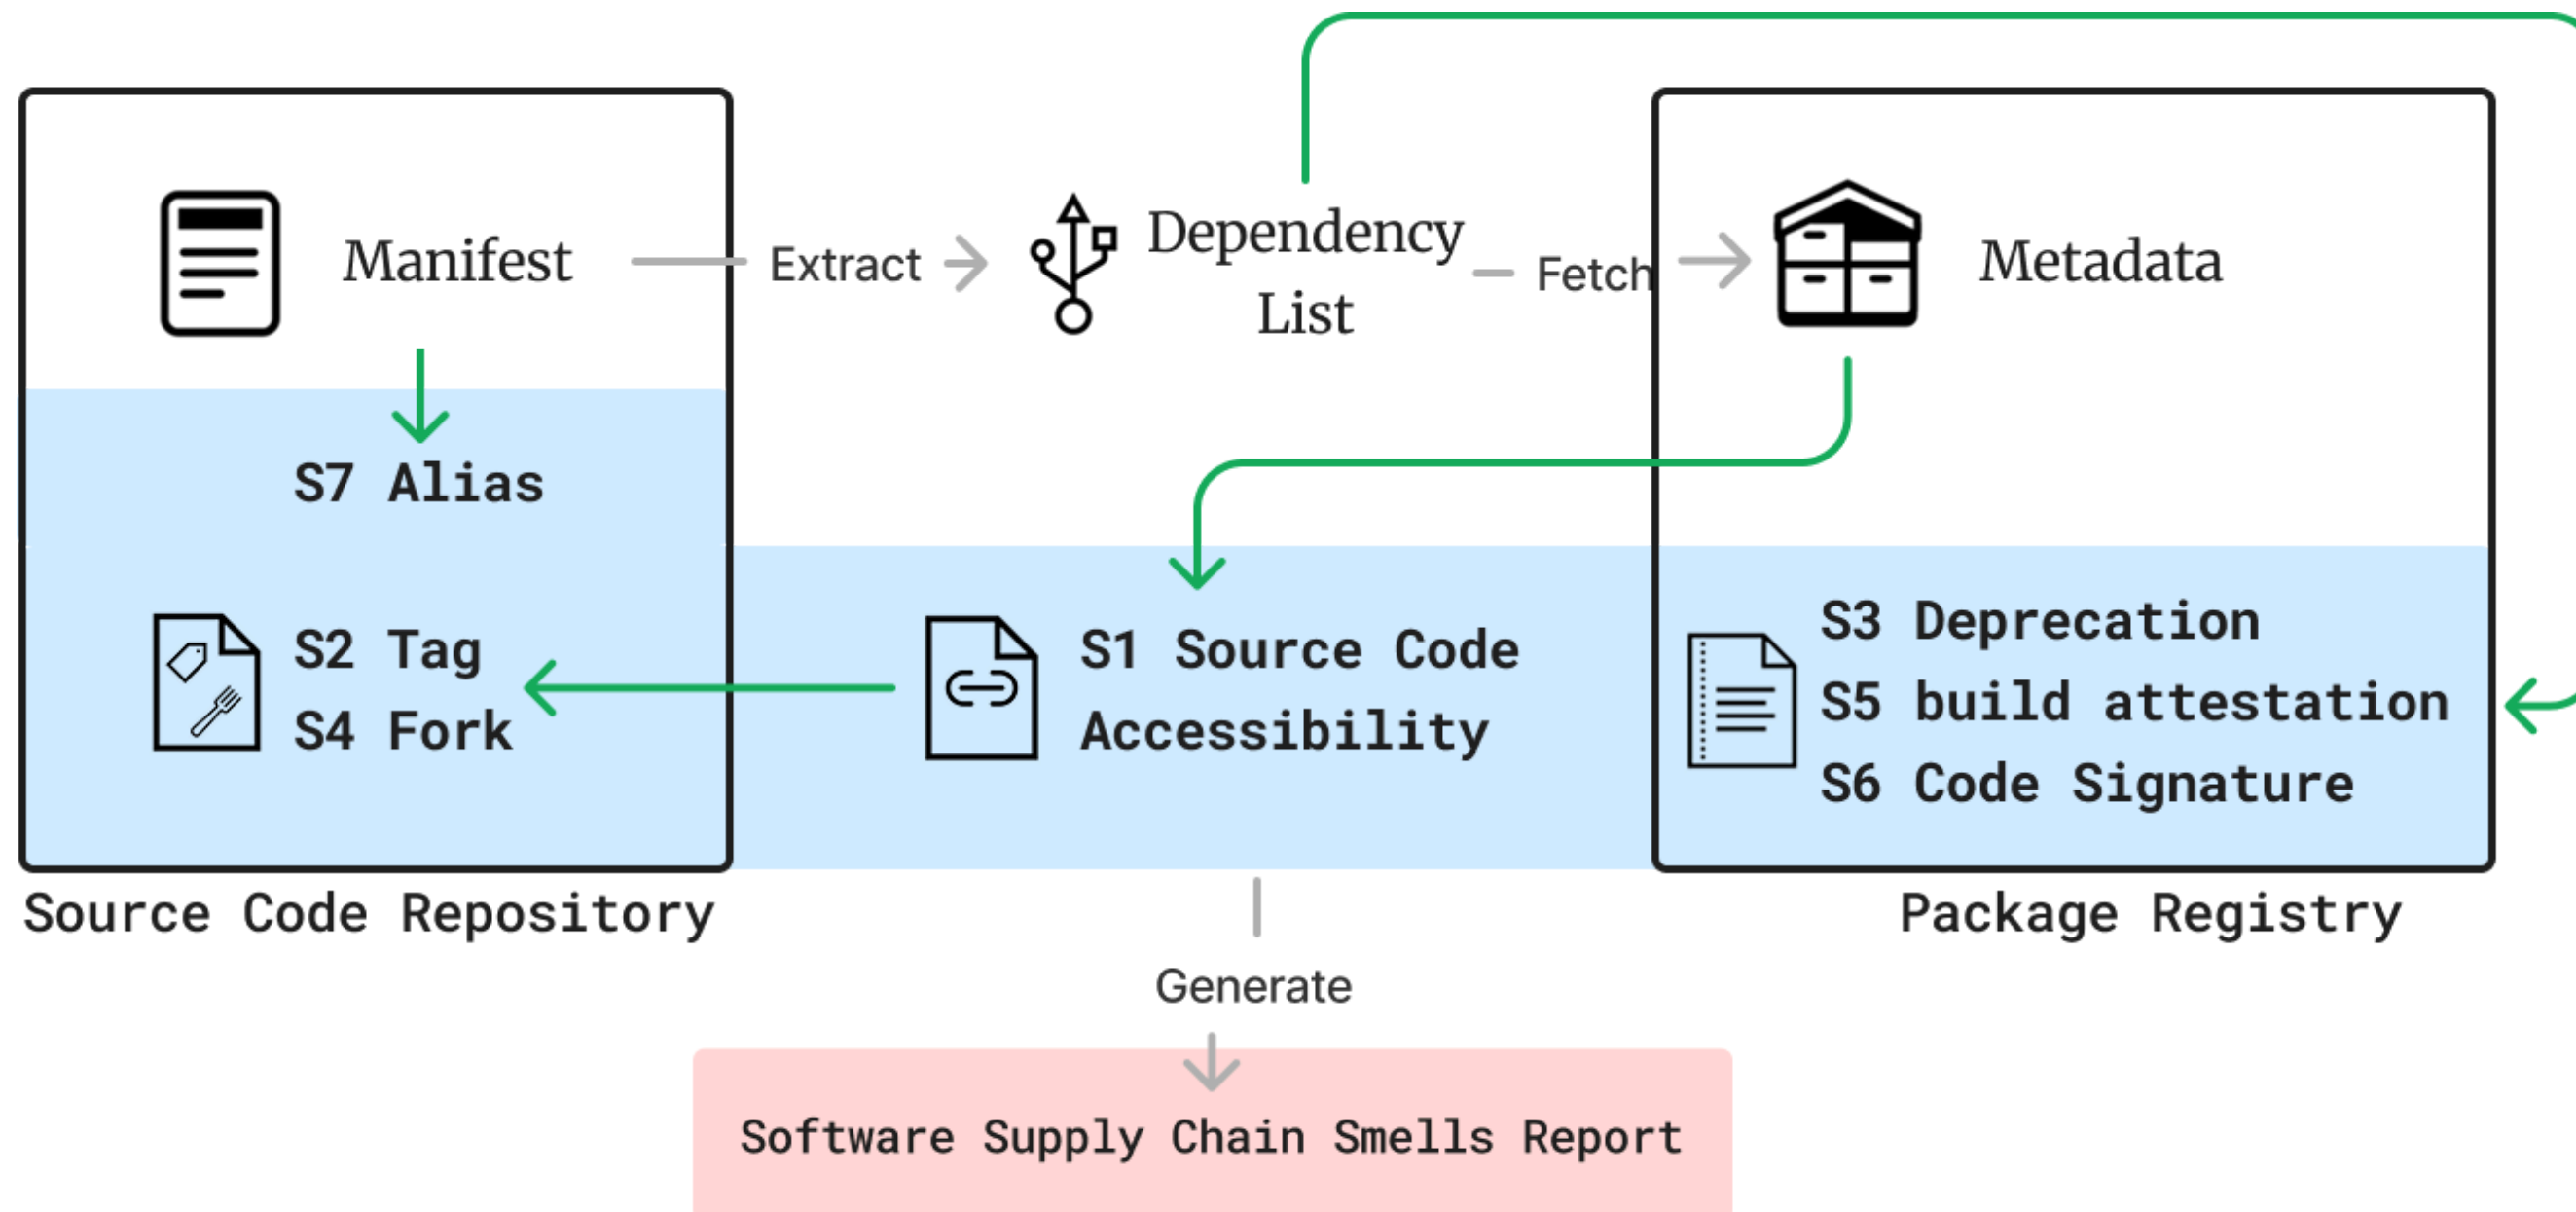 Manifest
Extract
Dependency
List
Fetch
Metadada
S7 Alias
S2 Tag
S4 Fork
S1 Source Code
Accessibility
S3 Deprecation
S5 build attestation
S6 Code Signature
Source Code Repository
Package Registry
Generate
Software Supply Chain Smells Report